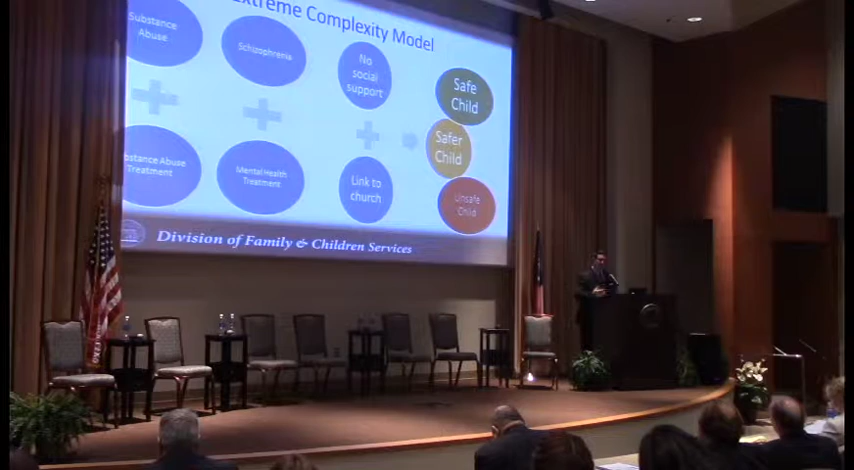 Extreme Complexity Model
Substance
Abuse
Schizophrenia
No
social
support
Safe
Child
Safer
Child
Substance Abuse
Treatment
Mental Health
Treatment
Link to
church
Unsafe
Child
Division of Family & Children Services